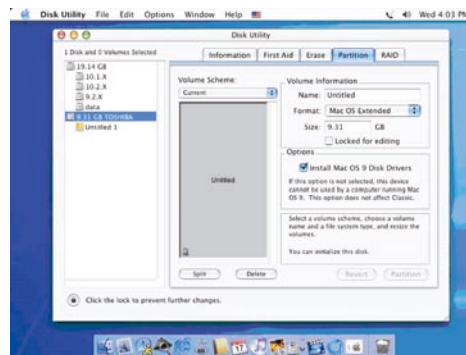 Disk Utility File Edit Options Window Help
Wed 4:03 PM
Disk Utility
1 Disk and 0 Volumes Selected
Information First Aid Erase Partition RAID
19.14 GB
10.1.X
10.2.X
9.2.X
data
9.31 GB TOSHIBA
Untitled 1
Volume Scheme:
Current
Untitled
Split Delete
Volume Information
Name: Untitled
Format: Mac OS Extended
Size: 9.31 GB
Locked for editing
Options
Install Mac OS 9 Disk Drivers
If this option is not selected, this device
cannot be used by a computer running Mac
OS 9. This option does not affect Classic.
Select a volume scheme, choose a volume
name and a file system type, and resize the
volumes.
You can initialize this disk.
Revert Partition
Click the lock to prevent further changes.
17